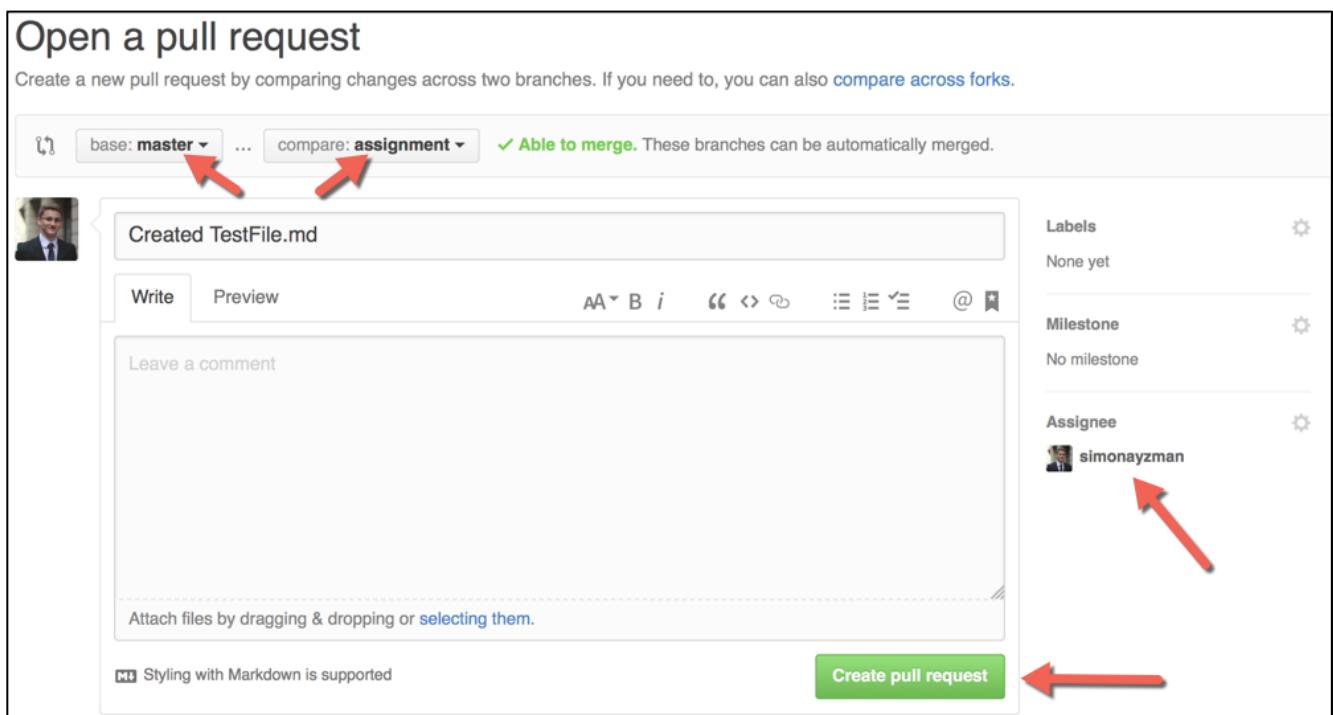 Open a pull request
Create a new pull request by comparing changes across two branches. If you need to, you can also compare across forks.
base: master ... compare: assignment ✓ Able to merge. These branches can be automatically merged.
Created TestFile.md
Write Preview AA B i “ <> @
Leave a comment
Attach files by dragging & dropping or selecting them.
M↓ Styling with Markdown is supported
Create pull request
Labels
None yet
Milestone
No milestone
Assignee
simonayzman